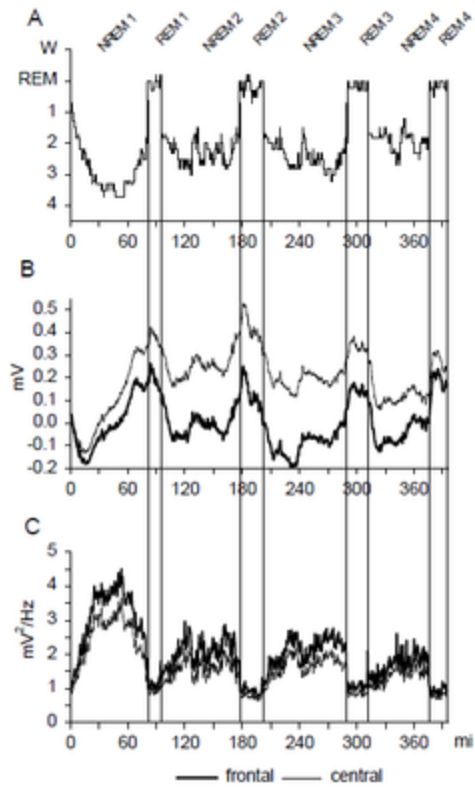 A
NREM 1 REM 1 NREM 2 REM 2 NREM 3 REM 3 NREM 4 REM 4
W
REM
1
2
3
4
0 60 120 180 240 300 360
B
0.5
0.4
0.3
0.2
0.1
0.0
-0.1
-0.2
mV
0 60 120 180 240 300 360
C
5
4
3
2
1
0
mV²/Hz
0 60 120 180 240 300 360 mi
frontal central